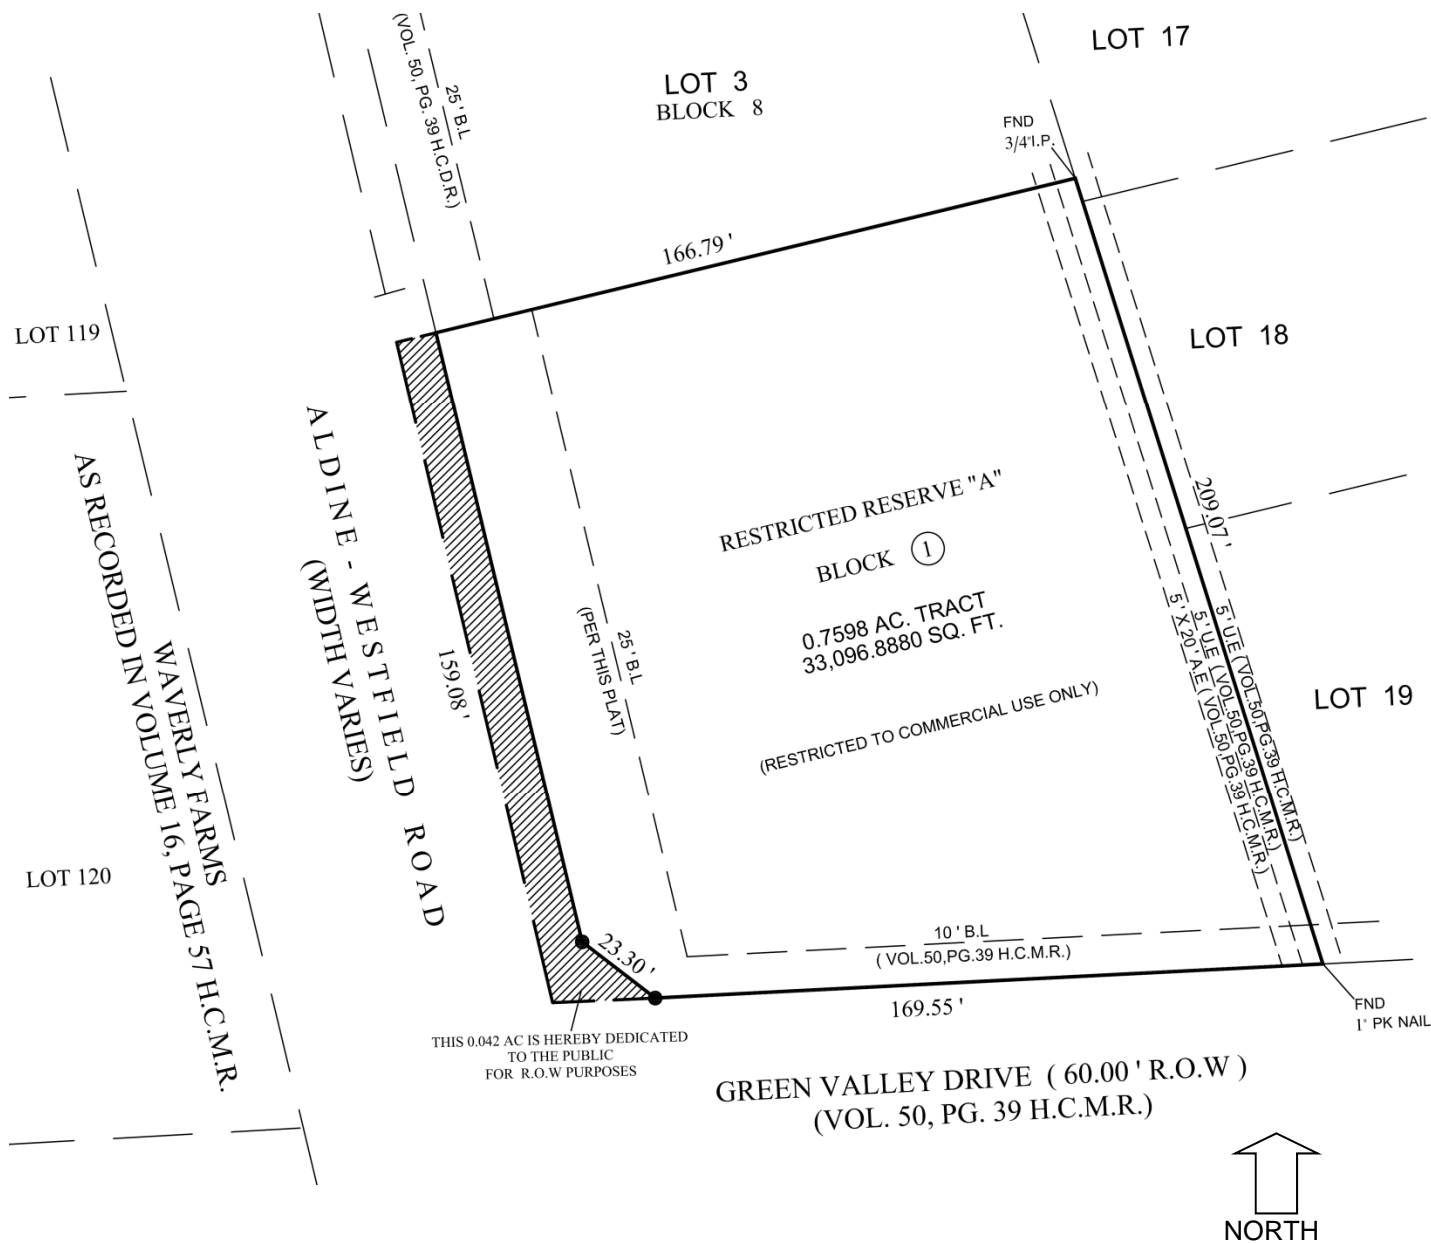 LOT 17
25 ' B.L
(VOL. 50, PG. 39 H.C.D.R.)
LOT 3
BLOCK 8
FND
3/4"I.P.
166.79 '
LOT 119
LOT 18
ALDINE - WESTFIELD ROAD
(WIDTH VARIES)
WAVERLY FARMS
AS RECORDED IN VOLUME 16, PAGE 57 H.C.M.R.
RESTRICTED RESERVE "A"
BLOCK 1
0.7598 AC. TRACT
33,096.8880 SQ. FT.
(RESTRICTED TO COMMERCIAL USE ONLY)
209.07 '
25 ' B.L
(PER THIS PLAT)
159.08 '
5 ' U.E (VOL.50,PG.39 H.C.M.R.)
5 ' U.E (VOL.50,PG.39 H.C.M.R.)
5 ' X 20 ' A.E (VOL.50,PG.39 H.C.M.R.)
LOT 19
LOT 120
23.30 '
10 ' B.L
( VOL.50,PG.39 H.C.M.R.)
169.55 '
FND
1" PK NAIL
THIS 0.042 AC IS HEREBY DEDICATED
TO THE PUBLIC
FOR R.O.W PURPOSES
GREEN VALLEY DRIVE ( 60.00 ' R.O.W )
(VOL. 50, PG. 39 H.C.M.R.)
NORTH